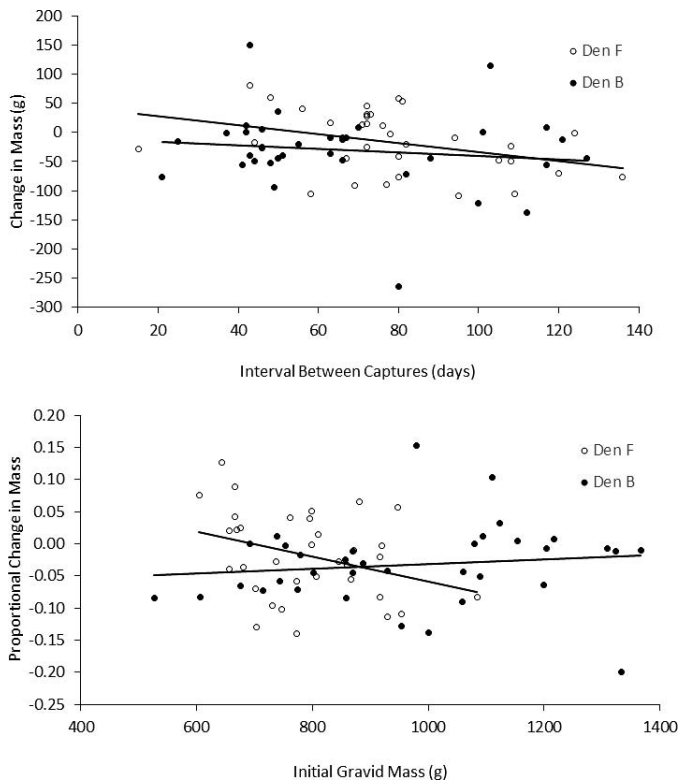 200
150
100
50
0
-50
-100
-150
-200
-250
-300
Change in Mass (g)
Den F
Den B
0 20 40 60 80 100 120 140
Interval Between Captures (days)
0.20
0.15
0.10
0.05
0.00
-0.05
-0.10
-0.15
-0.20
-0.25
Proportional Change in Mass
Den F
Den B
400 600 800 1000 1200 1400
Initial Gravid Mass (g)